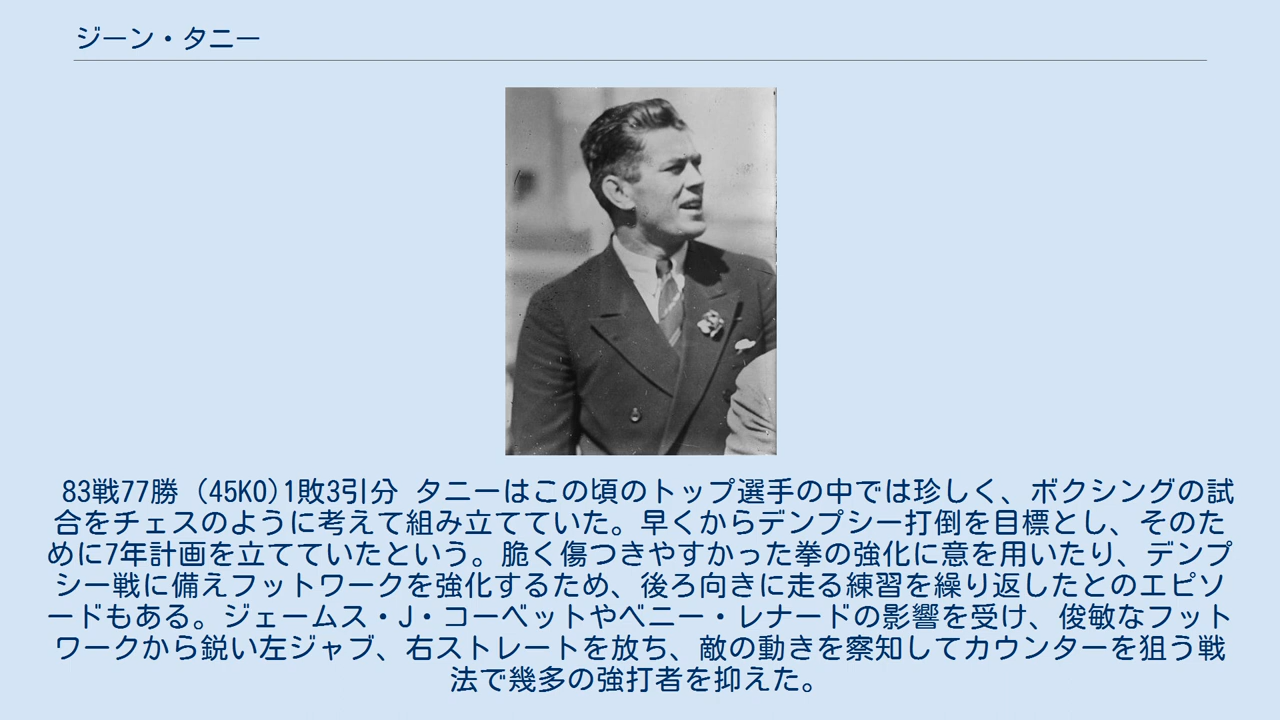 ジーン・タニー
83戦77勝 (45KO)1敗3引分 タニーはこの頃のトップ選手の中では珍しく、ボクシングの試
合をチェスのように考えて組み立てていた。早くからデンプシー打倒を目標とし、そのた
めに7年計画を立てていたという。脆く傷つきやすかった拳の強化に意を用いたり、デンプ
シー戦に備えフットワークを強化するため、後ろ向きに走る練習を繰り返したとのエピソ
ードもある。ジェームス・J・コーベットやベニー・レナードの影響を受け、俊敏なフット
ワークから鋭い左ジャブ、右ストレートを放ち、敵の動きを察知してカウンターを狙う戦
法で幾多の強打者を抑えた。